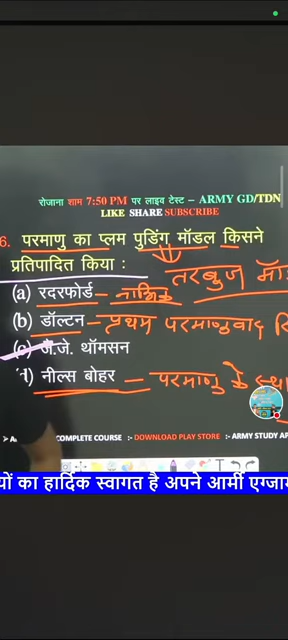 रोजाना शाम 7:50 PM पर लाइव टेस्ट – ARMY GD/TDN
LIKE SHARE SUBSCRIBE
6. परमाणु का प्लम पुडिंग मॉडल किसने
प्रतिपादित किया :
तरबुज मॉड
(a) रदरफोर्ड – नाभिक
(b) डॉल्टन – प्रथम परमाणुवाद
(c) जे.जे. थॉमसन
नील्स बोहर – परमाणु के स्था
COMPLETE COURSE :- DOWNLOAD PLAY STORE :- ARMY STUDY AP
यों का हार्दिक स्वागत है अपने आर्मी एग्जाम